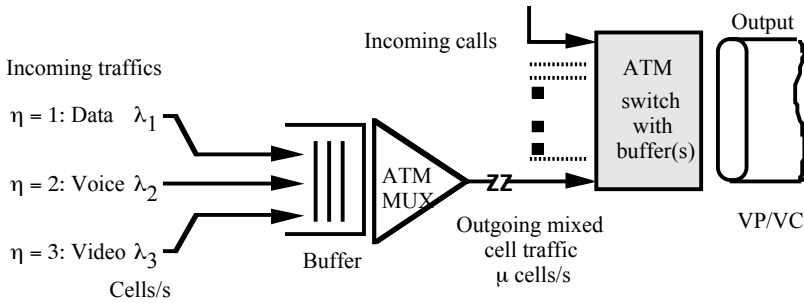 Output
Incoming calls
Incoming traffics
ATM
switch
with
buffer(s)
η = 1: Data λ1
η = 2: Voice λ2
η = 3: Video λ3
Cells/s
Buffer
ATM
MUX
ZZ
Outgoing mixed
cell traffic
μ cells/s
VP/VC